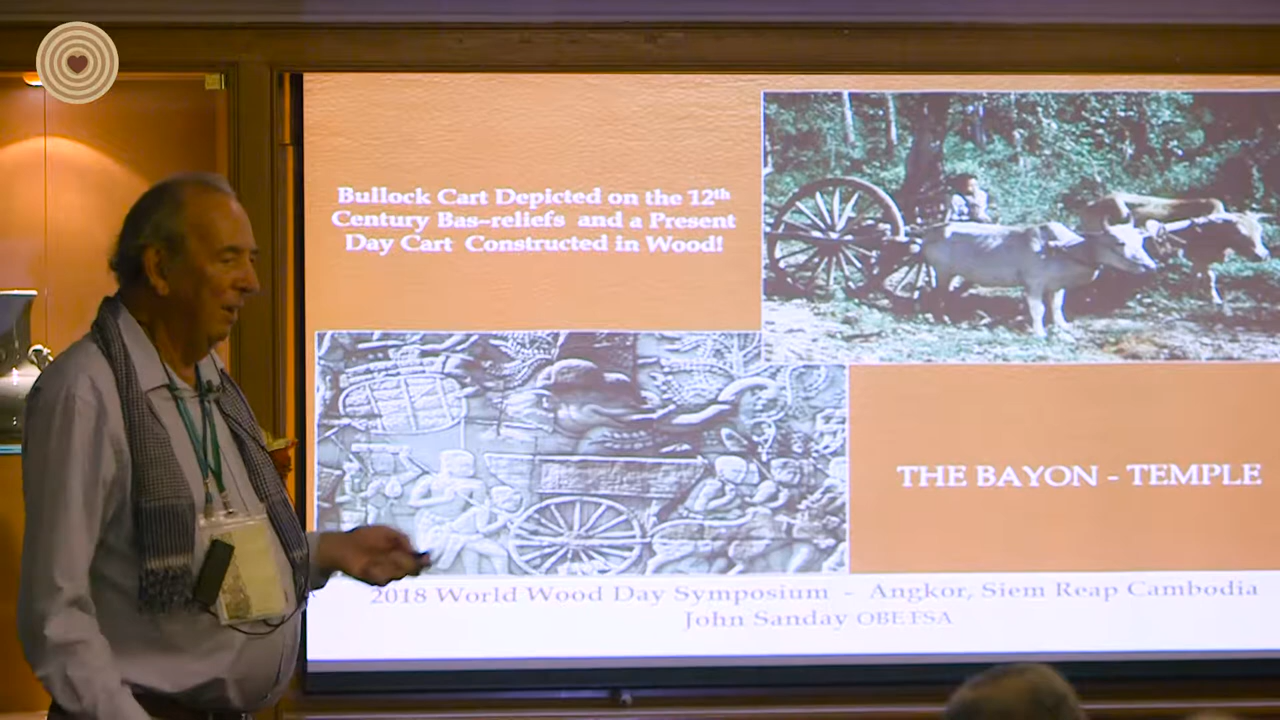 Bullock Cart Depicted on the 12th
Century Bas-reliefs and a Present
Day Cart Constructed in Wood!
THE BAYON - TEMPLE
2018 World Wood Day Symposium - Angkor, Siem Reap Cambodia
John Sanday OBE FSA